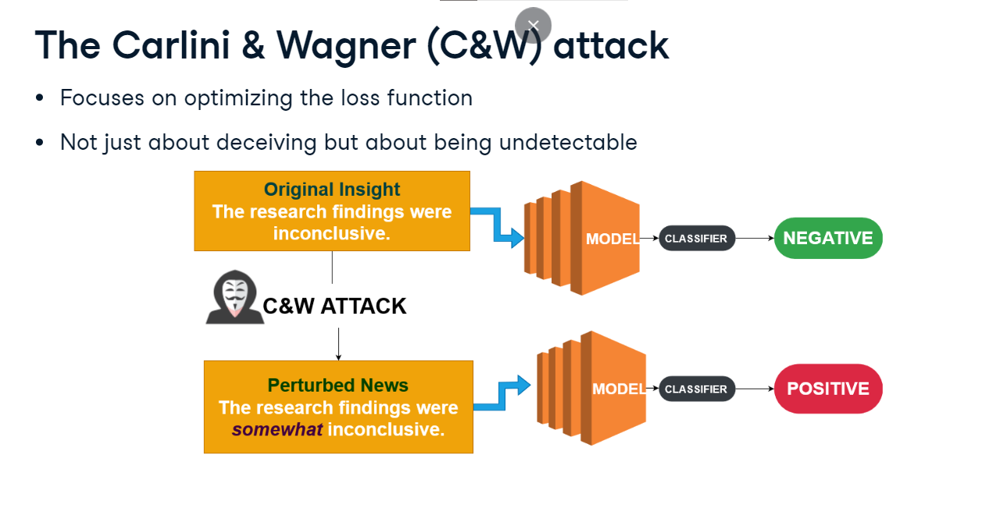 The Carlini & Wagner (C&W) attack
• Focuses on optimizing the loss function
• Not just about deceiving but about being undetectable
Original Insight
The research findings were
inconclusive.
MODEL
CLASSIFIER
NEGATIVE
C&W ATTACK
Perturbed News
The research findings were
somewhat inconclusive.
MODEL
CLASSIFIER
POSITIVE